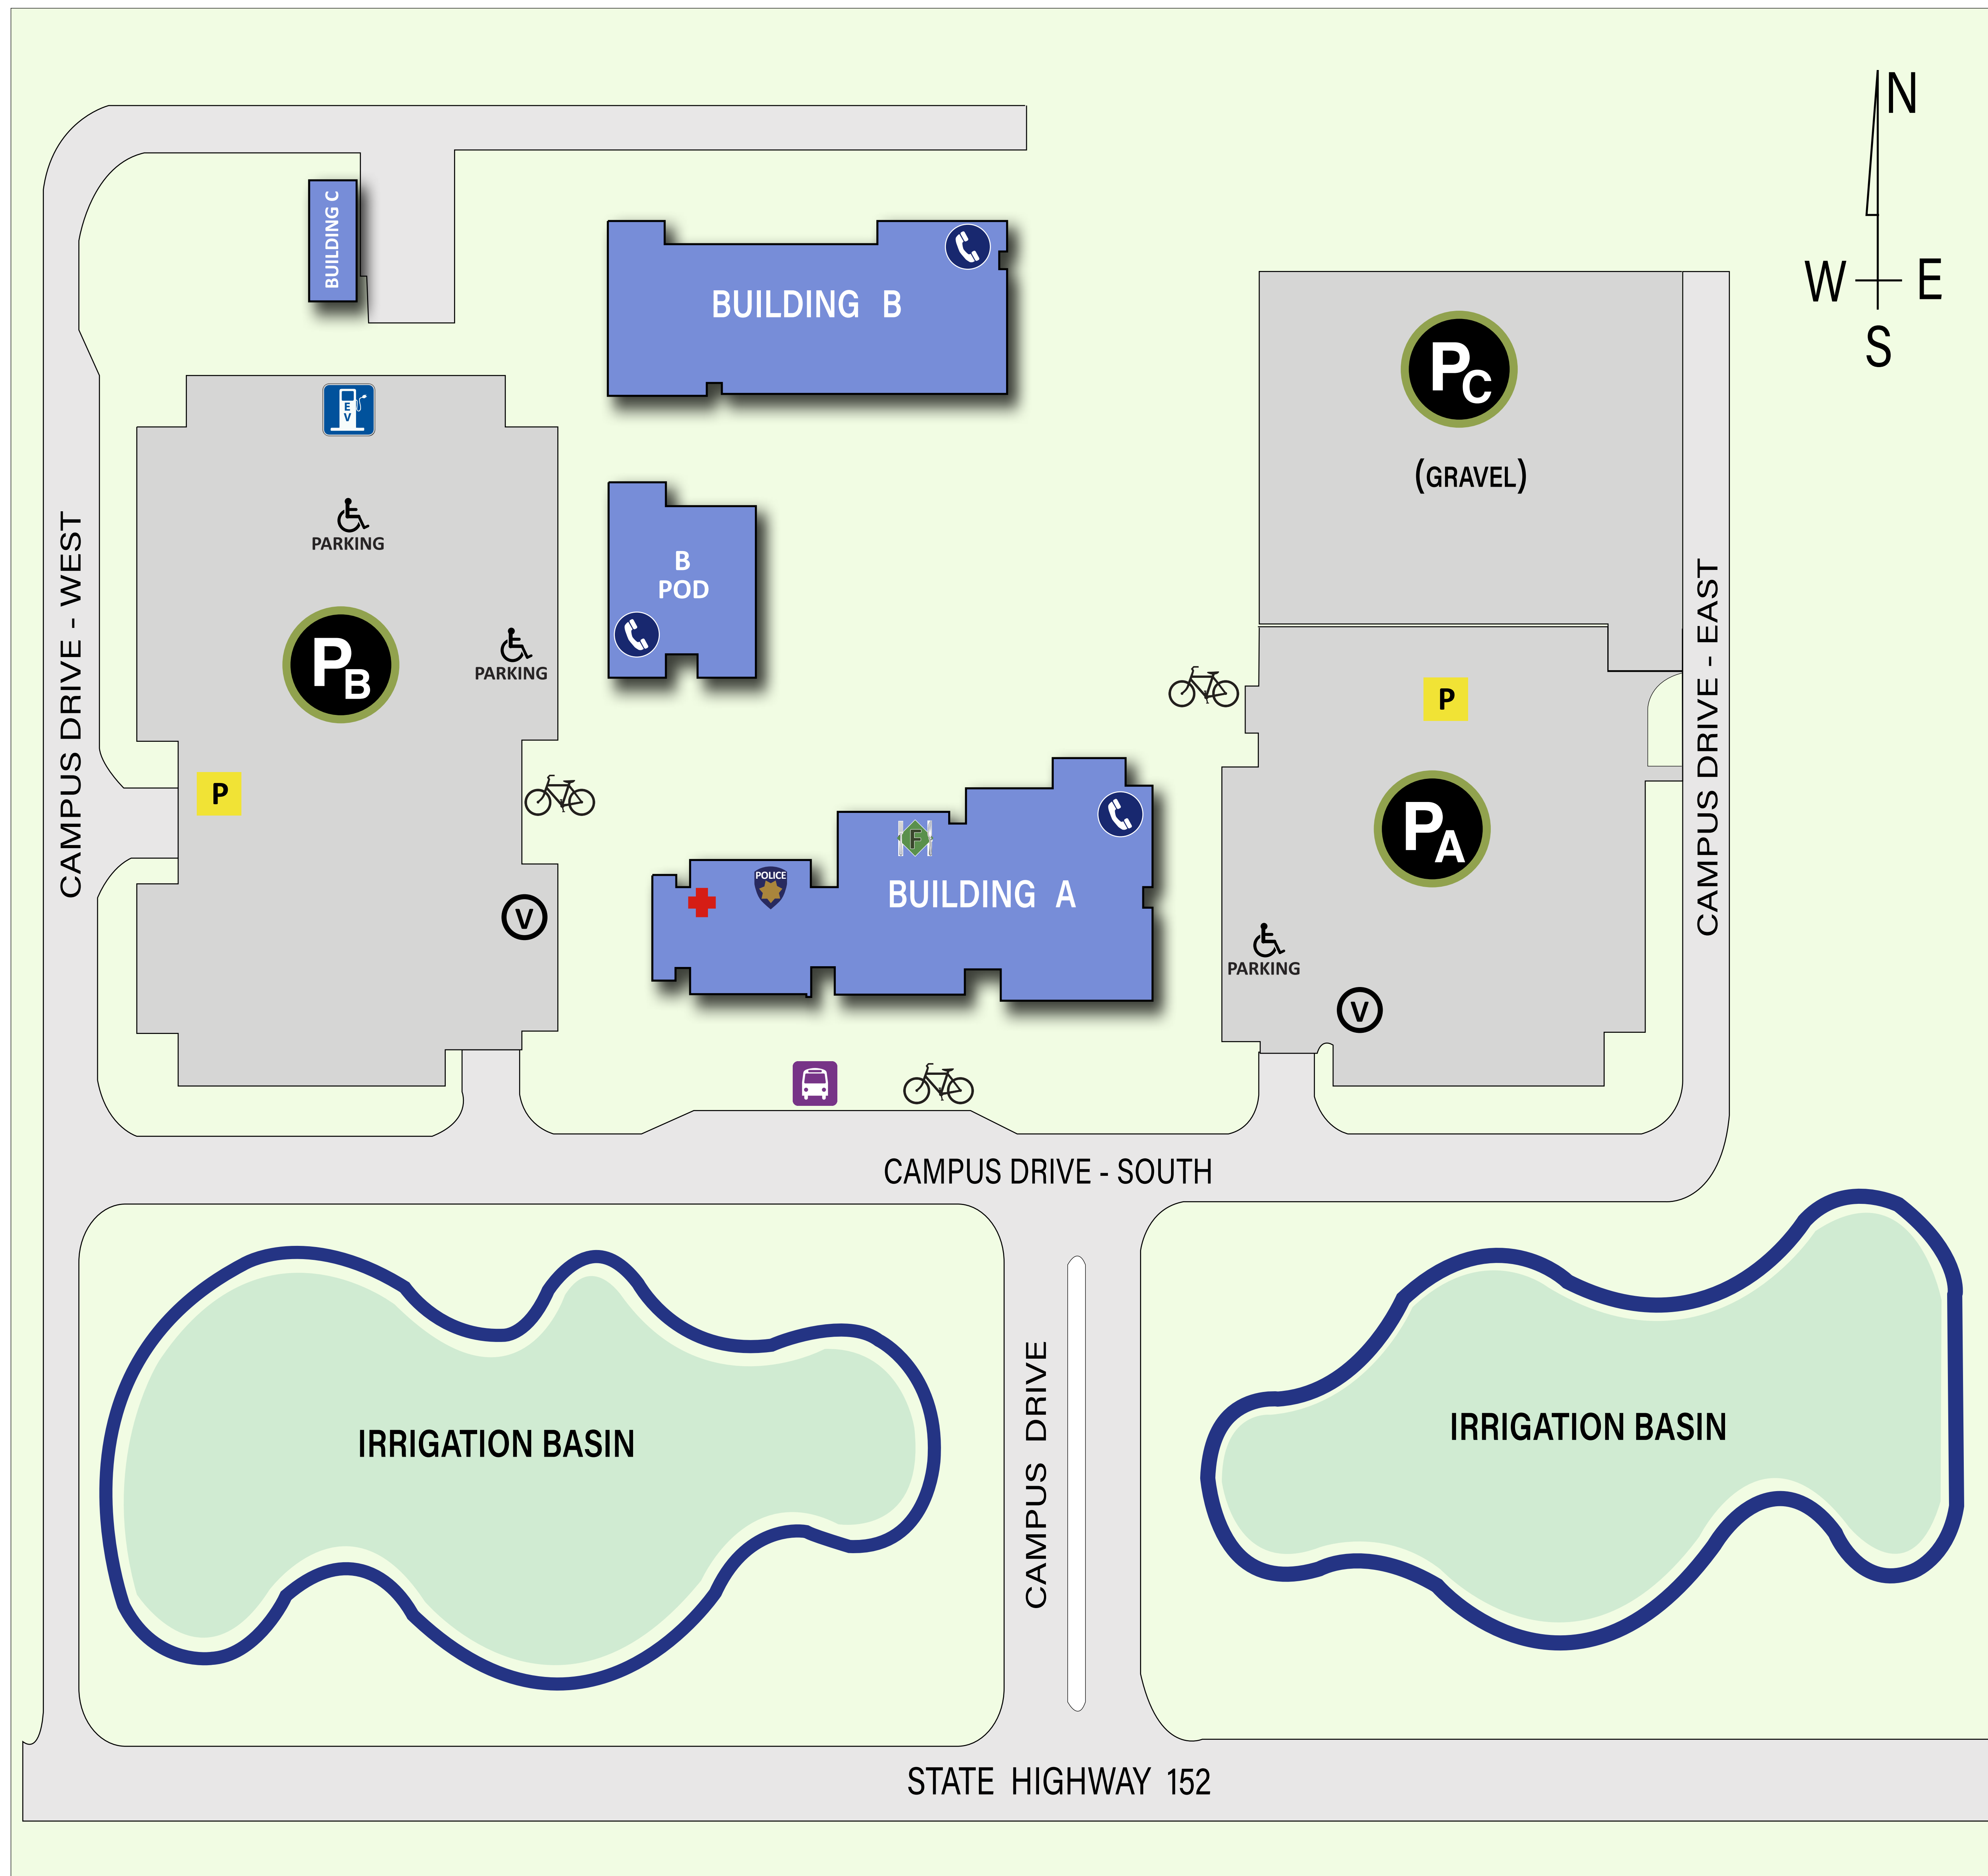 N
W E
S
BUILDING C
BUILDING B
PC
(GRAVEL)
E
V
PARKING
B
POD
PB
PARKING
P
P
PA
CAMPUS DRIVE - WEST
CAMPUS DRIVE - EAST
POLICE
F
BUILDING A
V
PARKING
V
CAMPUS DRIVE - SOUTH
IRRIGATION BASIN
CAMPUS DRIVE
IRRIGATION BASIN
STATE HIGHWAY 152